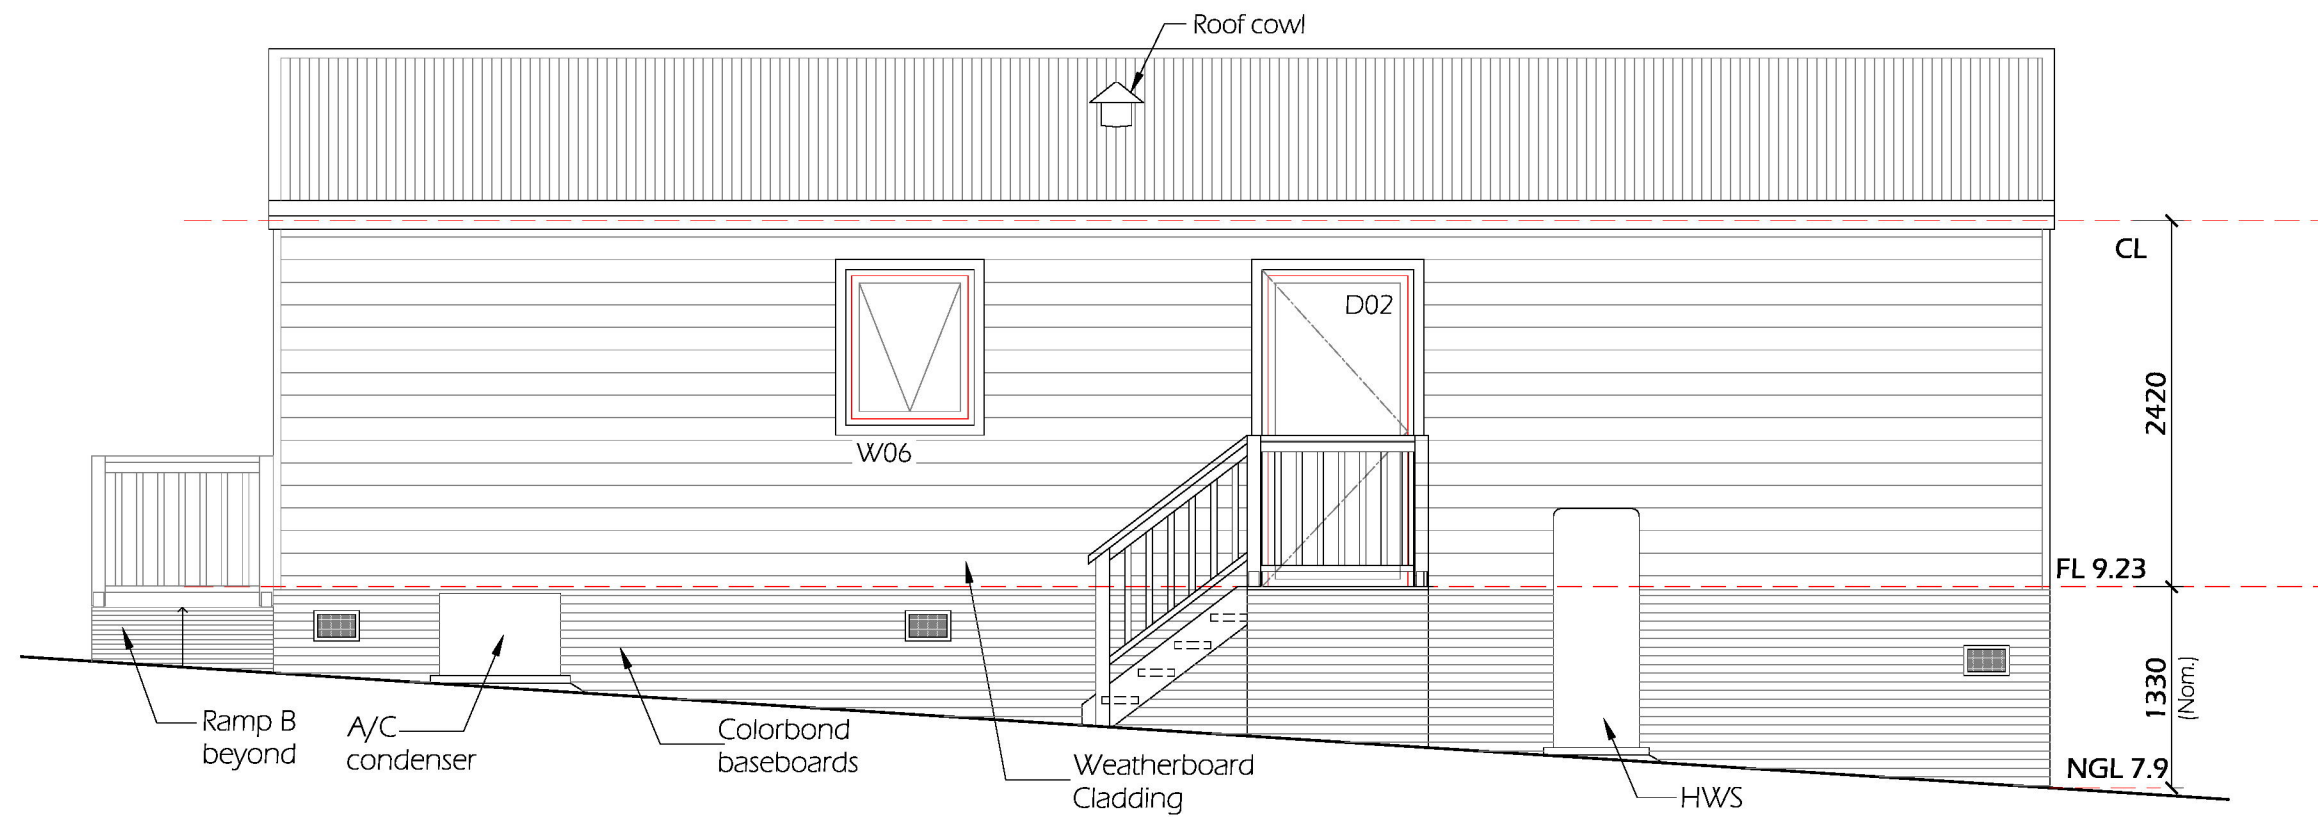 Roof cowl
CL
D02
2420
W06
FL 9.23
1330
(Nom.)
Ramp B
beyond
A/C
condenser
Colorbond
baseboards
Weatherboard
Cladding
HWS
NGL 7.9